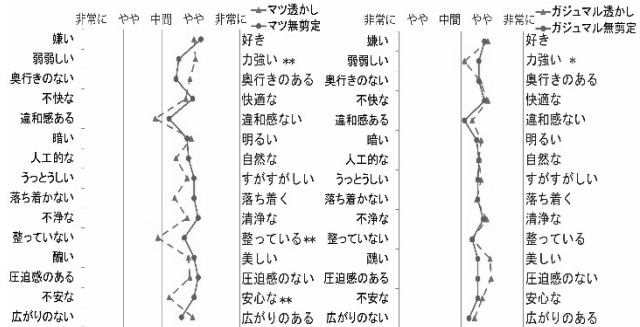 非常に やや 中間 やや 非常に
マツ透かし
マツ無剪定
嫌い 好き
弱弱しい 力強い **
奥行きのない 奥行きのある
不快な 快適な
違和感ある 違和感ない
暗い 明るい
人工的な 自然な
うっとうしい すがすがしい
落ち着かない 落ち着く
不浄な 清浄な
整っていない 整っている**
醜い 美しい
圧迫感のある 圧迫感のない
不安な 安心な**
広がりのない 広がりのある
非常に やや 中間 やや 非常に
ガジュマル透かし
ガジュマル無剪定
嫌い 好き
弱弱しい 力強い *
奥行きのない 奥行きのある
不快な 快適な
違和感ある 違和感ない
暗い 明るい
人工的な 自然な
うっとうしい すがすがしい
落ち着かない 落ち着く
不浄な 清浄な
整っていない 整っている
醜い 美しい
圧迫感のある 圧迫感のない
不安な 安心な
広がりのない 広がりのある